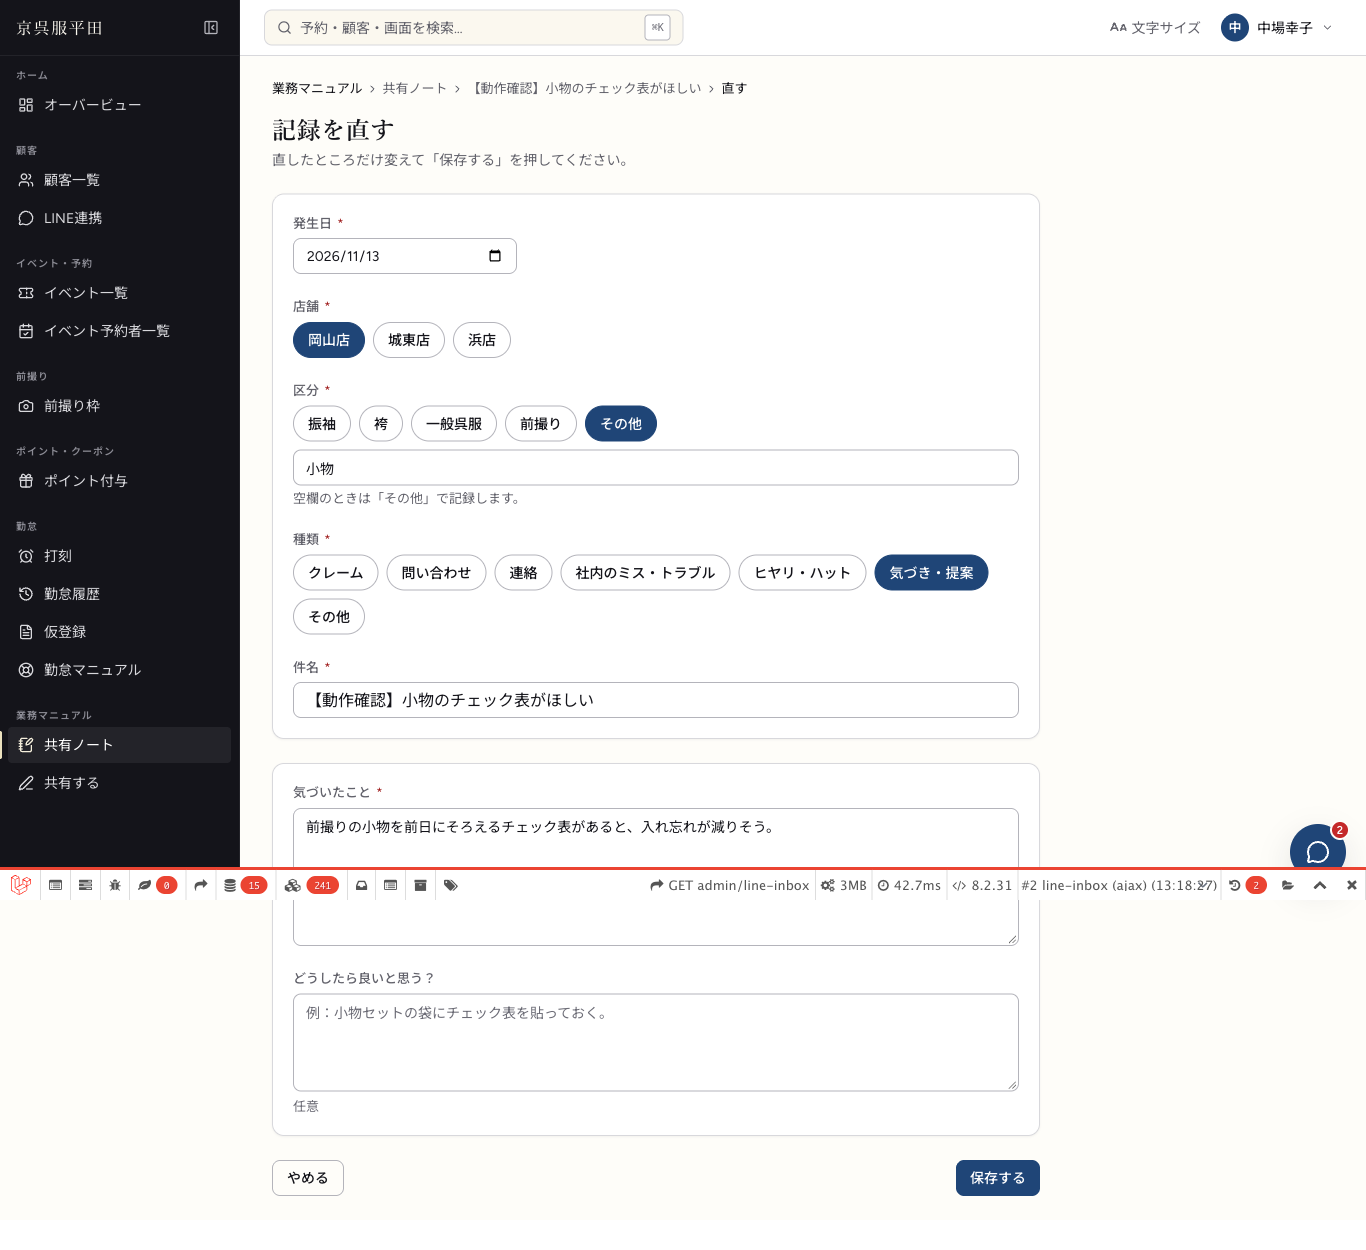 京呉服平田
予約・顧客・画面を検索...
⌘K
Aᴀ 文字サイズ
中
中場幸子
ホーム
オーバービュー
顧客
顧客一覧
LINE連携
イベント・予約
イベント一覧
イベント予約者一覧
前撮り
前撮り枠
ポイント・クーポン
ポイント付与
勤怠
打刻
勤怠履歴
仮登録
勤怠マニュアル
業務マニュアル
共有ノート
共有する
業務マニュアル › 共有ノート › 【動作確認】小物のチェック表がほしい › 直す
記録を直す
直したところだけ変えて「保存する」を押してください。
発生日 *
2026/11/13
店舗 *
岡山店 城東店 浜店
区分 *
振袖 袴 一般呉服 前撮り その他
小物
空欄のときは「その他」で記録します。
種類 *
クレーム 問い合わせ 連絡 社内のミス・トラブル ヒヤリ・ハット 気づき・提案
その他
件名 *
【動作確認】小物のチェック表がほしい
気づいたこと *
前撮りの小物を前日にそろえるチェック表があると、入れ忘れが減りそう。
2
0 15 241 GET admin/line-inbox 3MB 42.7ms 8.2.31 #2 line-inbox (ajax) (13:18:27) 2
どうしたら良いと思う？
例：小物セットの袋にチェック表を貼っておく。
任意
やめる
保存する